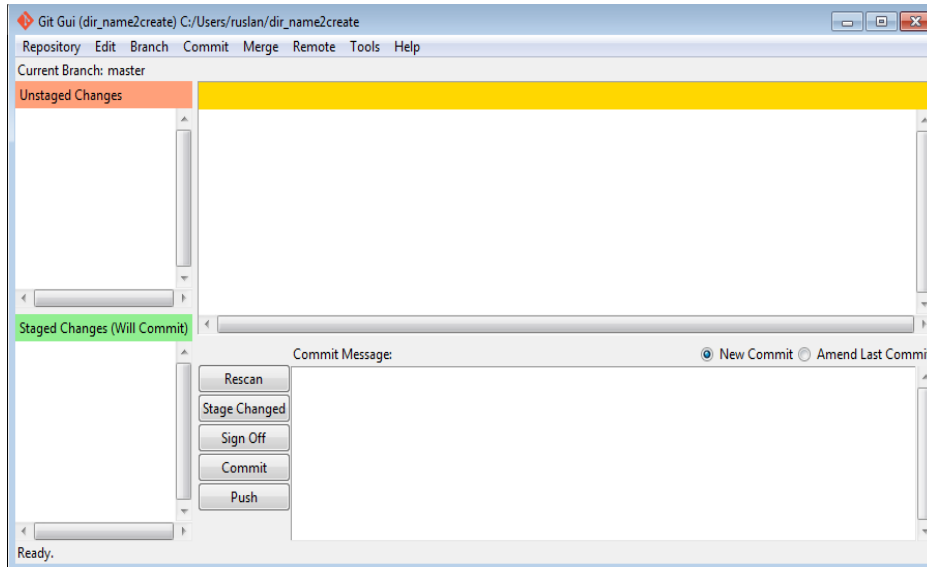 Git Gui (dir_name2create) C:/Users/ruslan/dir_name2create
Repository Edit Branch Commit Merge Remote Tools Help
Current Branch: master
Unstaged Changes
Staged Changes (Will Commit)
Commit Message:
New Commit Amend Last Commi
Rescan
Stage Changed
Sign Off
Commit
Push
Ready.